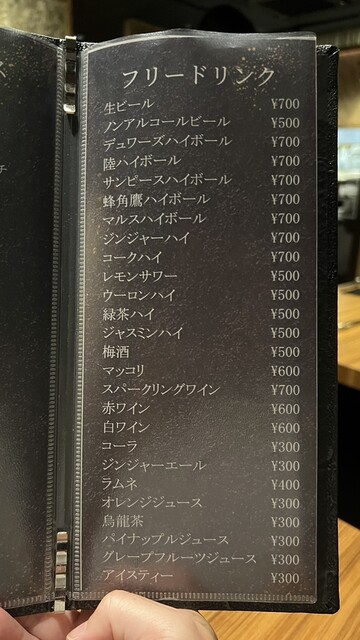 フリードリンク
生ビール ¥700
ノンアルコールビール ¥500
デュワーズハイボール ¥700
陸ハイボール ¥700
サンピースハイボール ¥700
蜂角鷹ハイボール ¥700
マルスハイボール ¥700
ジンジャーハイ ¥700
コークハイ ¥700
レモンサワー ¥500
ウーロンハイ ¥500
緑茶ハイ ¥500
ジャスミンハイ ¥500
梅酒 ¥500
マッコリ ¥600
スパークリングワイン ¥700
赤ワイン ¥600
白ワイン ¥600
コーラ ¥300
ジンジャーエール ¥300
ラムネ ¥400
オレンジジュース ¥300
烏龍茶 ¥300
パイナップルジュース ¥300
グレープフルーツジュース ¥300
アイスティー ¥300